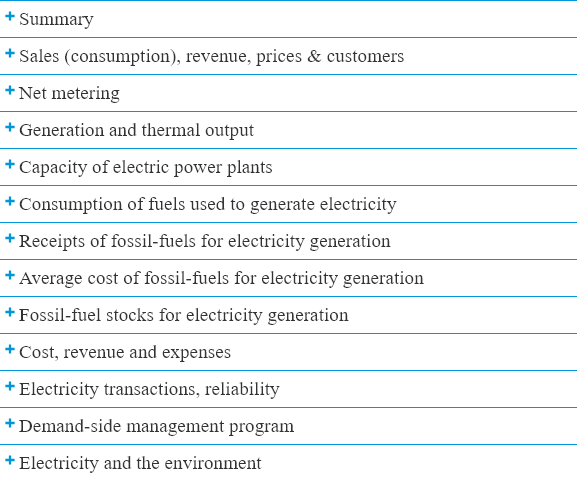 + Summary
+ Sales (consumption), revenue, prices & customers
+ Net metering
+ Generation and thermal output
+ Capacity of electric power plants
+ Consumption of fuels used to generate electricity
+ Receipts of fossil-fuels for electricity generation
+ Average cost of fossil-fuels for electricity generation
+ Fossil-fuel stocks for electricity generation
+ Cost, revenue and expenses
+ Electricity transactions, reliability
+ Demand-side management program
+ Electricity and the environment